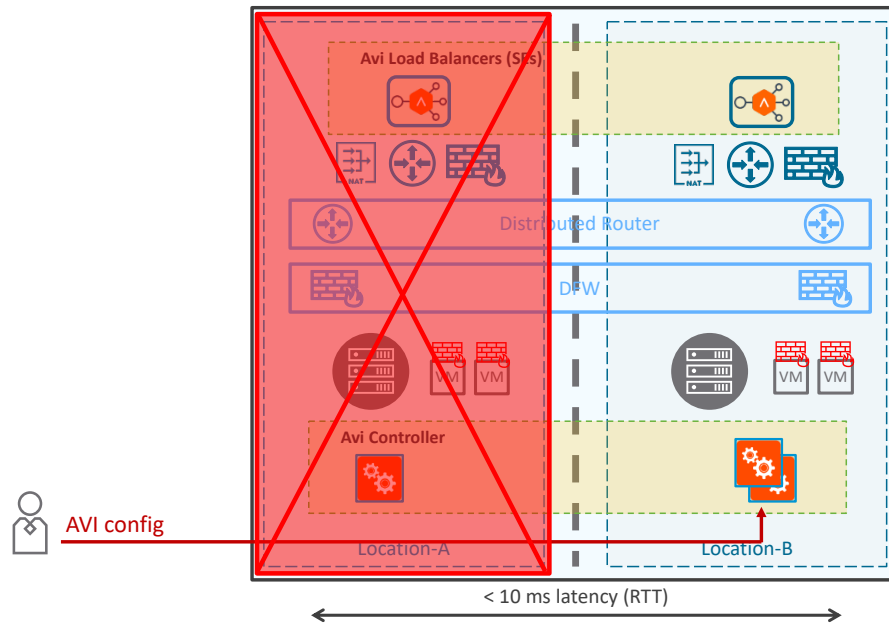 Avi Load Balancers (SEs)
NAT
NAT
Distributed Router
DFW
VM
VM
VM
VM
Avi Controller
AVI config
Location-A
Location-B
< 10 ms latency (RTT)